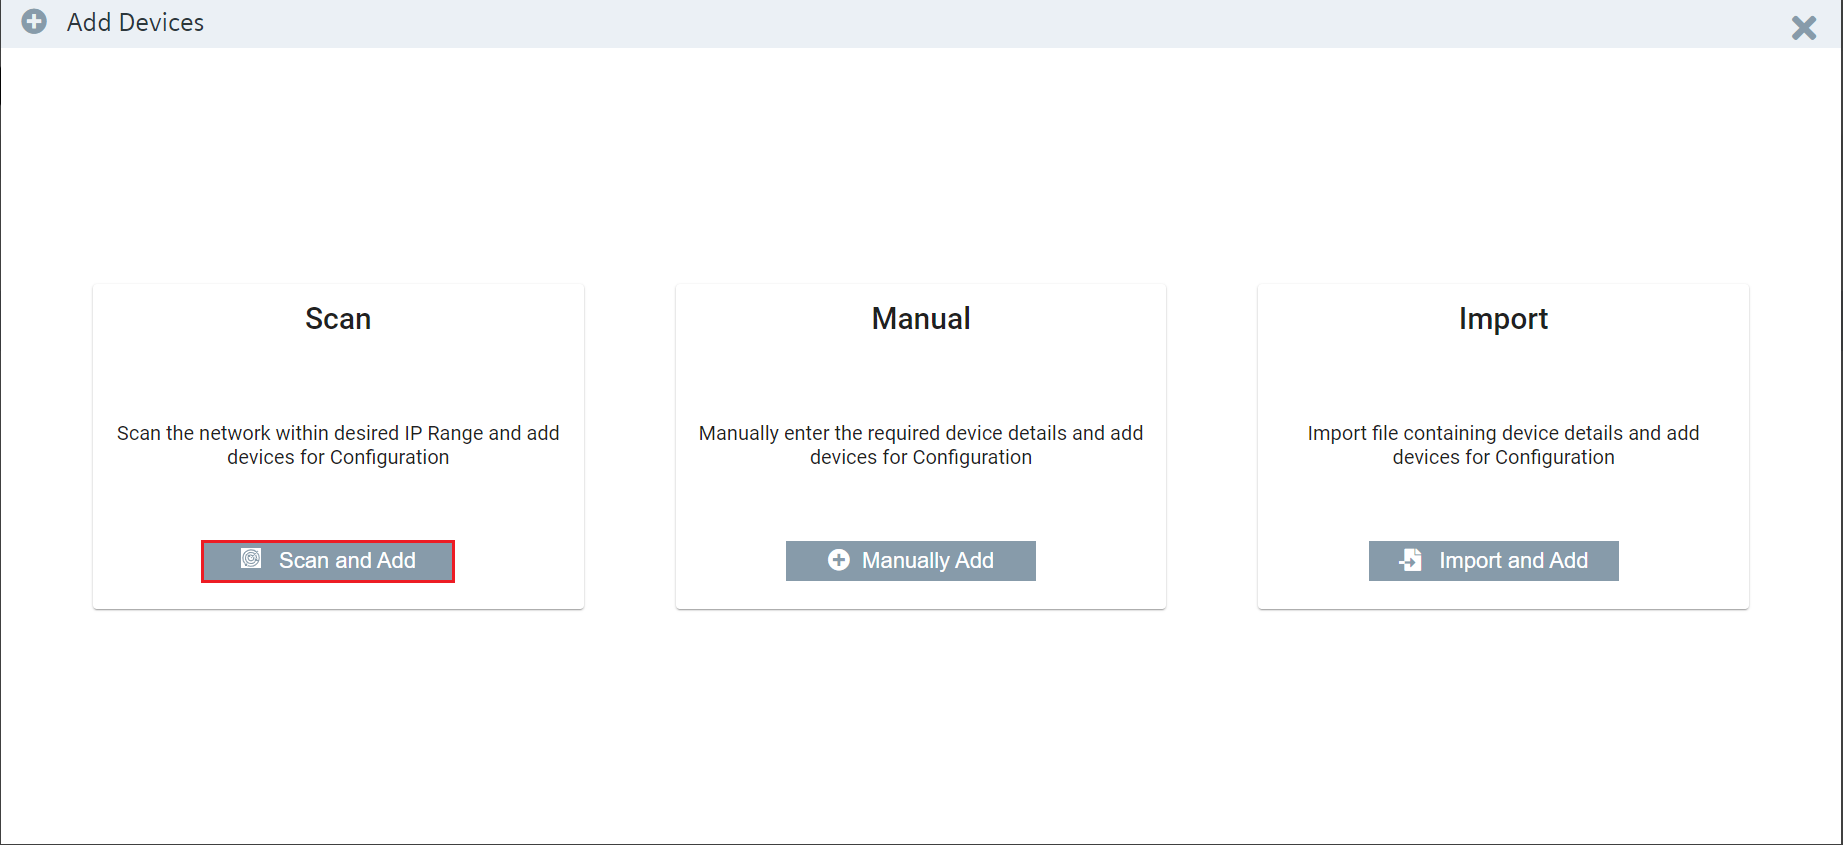 Add Devices
Scan
Scan the network within desired IP Range and add
devices for Configuration
Scan and Add
Manual
Manually enter the required device details and add
devices for Configuration
Manually Add
Import
Import file containing device details and add
devices for Configuration
Import and Add